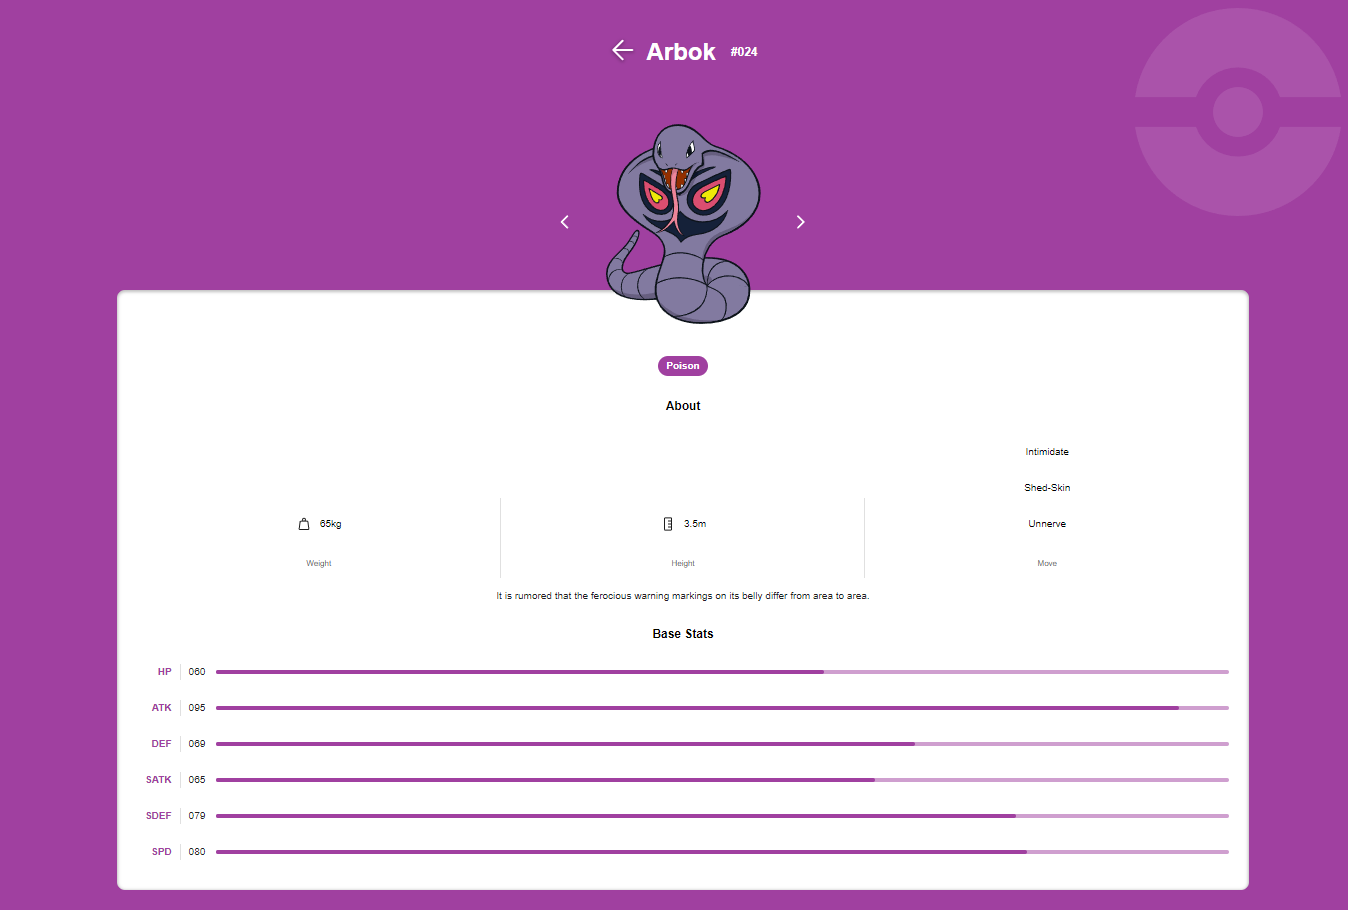 Arbok #024
Poison
About
Intimidate
Shed-Skin
65kg 3.5m Unnerve
Weight Height Move
It is rumored that the ferocious warning markings on its belly differ from area to area.
Base Stats
HP 060
ATK 095
DEF 069
SATK 065
SDEF 079
SPD 080